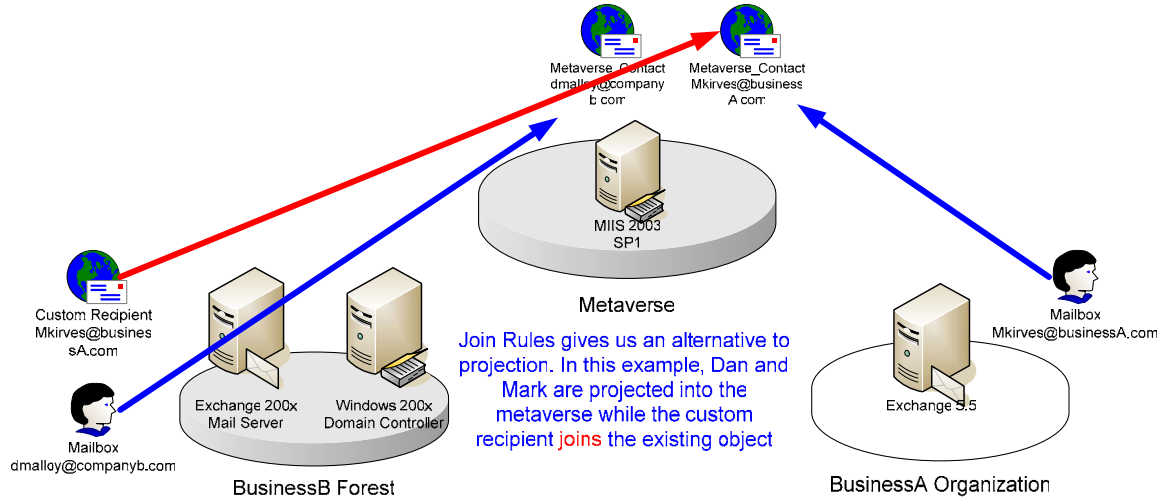 Metaverse_Contact
dmalloy@company
b.com
Metaverse_Contact
Mkirves@business
A.com
MIIS 2003
SP1
Metaverse
Custom Recipient
Mkirves@busines
sA.com
Mailbox
dmalloy@companyb.com
Exchange 200x
Mail Server
Windows 200x
Domain Controller
BusinessB Forest
Join Rules gives us an alternative to
projection. In this example, Dan and
Mark are projected into the
metaverse while the custom
recipient joins the existing object
Mailbox
Mkirves@businessA.com
Exchange 5.5
BusinessA Organization